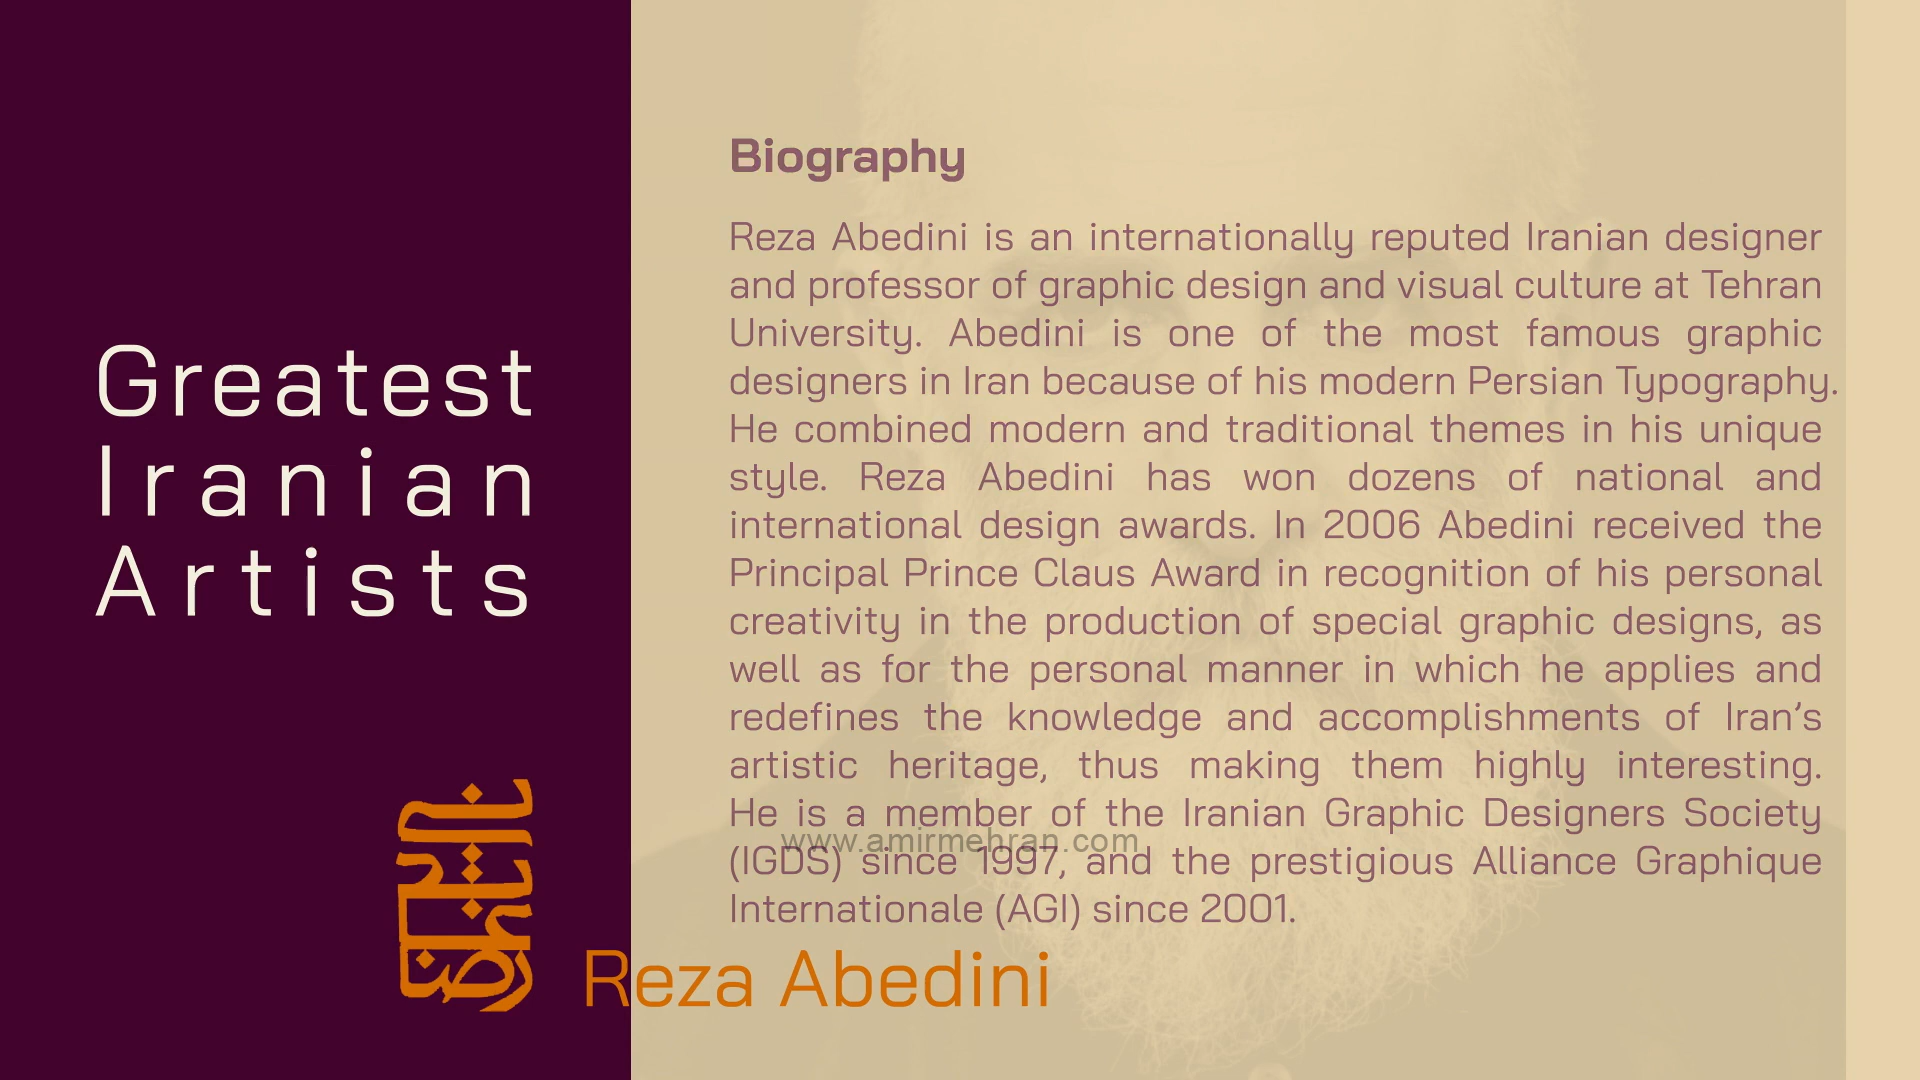 Greatest
Iranian
Artists
Biography
Reza Abedini is an internationally reputed Iranian designer
and professor of graphic design and visual culture at Tehran
University. Abedini is one of the most famous graphic
designers in Iran because of his modern Persian Typography.
He combined modern and traditional themes in his unique
style. Reza Abedini has won dozens of national and
international design awards. In 2006 Abedini received the
Principal Prince Claus Award in recognition of his personal
creativity in the production of special graphic designs, as
well as for the personal manner in which he applies and
redefines the knowledge and accomplishments of Iran’s
artistic heritage, thus making them highly interesting.
He is a member of the Iranian Graphic Designers Society
www.amirmehran.com
(IGDS) since 1997, and the prestigious Alliance Graphique
Internationale (AGI) since 2001.
Reza Abedini